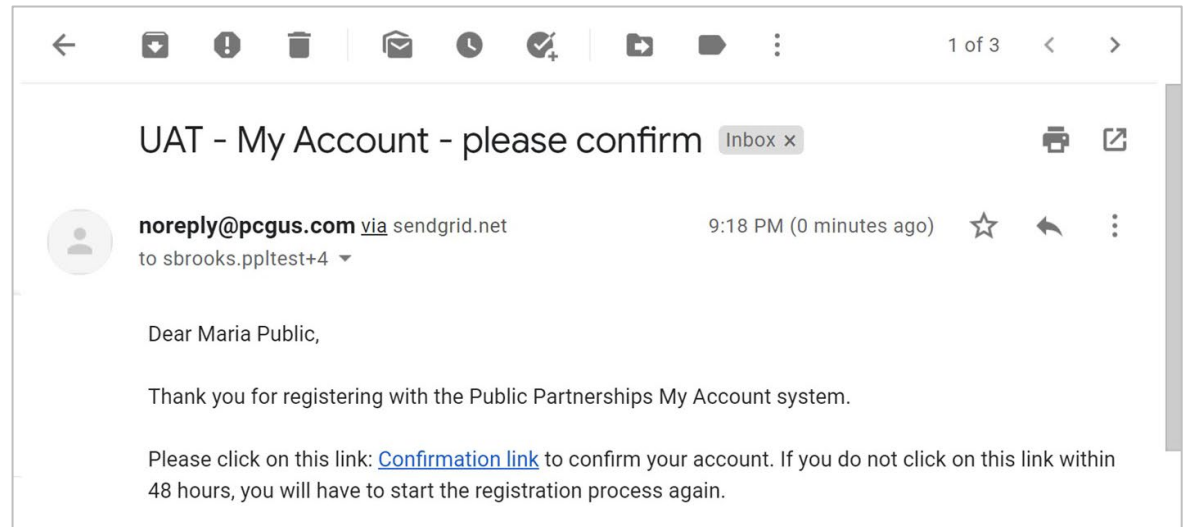 1 of 3
UAT - My Account - please confirm Inbox x
noreply@pcgus.com via sendgrid.net 9:18 PM (0 minutes ago)
to sbrooks.ppltest+4
Dear Maria Public,
Thank you for registering with the Public Partnerships My Account system.
Please click on this link: Confirmation link to confirm your account. If you do not click on this link within
48 hours, you will have to start the registration process again.